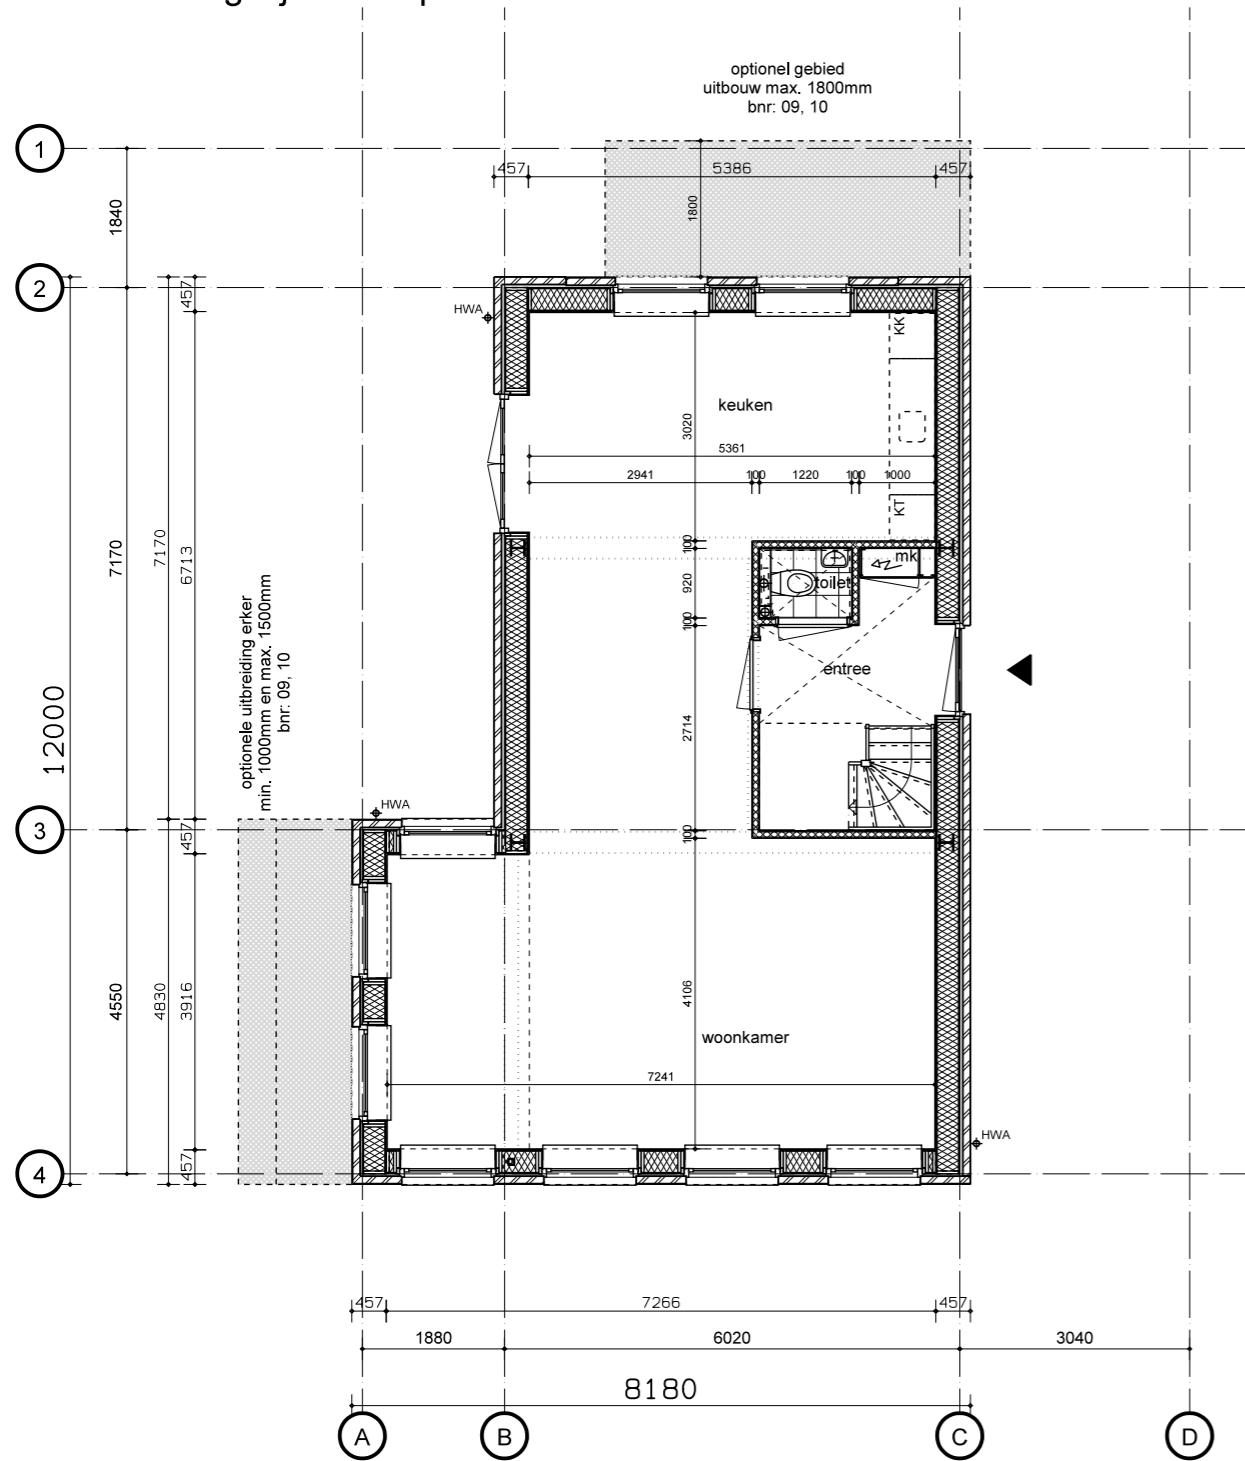 optionel gebied
uitbouw max. 1800mm
bnr: 09, 10
1
457
5386
457
1840
1800
2
457
HWA
KK
keuken
3020
5361
2941
100
1220
100
1000
KT
7170
7170
6713
100
mk
920
toilet
100
optionele uitbreiding erker
min. 1000mm en max. 1500mm
bnr: 09, 10
entree
12000
2714
HWA
3
457
100
4550
4830
3916
4106
woonkamer
7241
HWA
4
457
457
7266
457
1880
6020
3040
8180
A
B
C
D